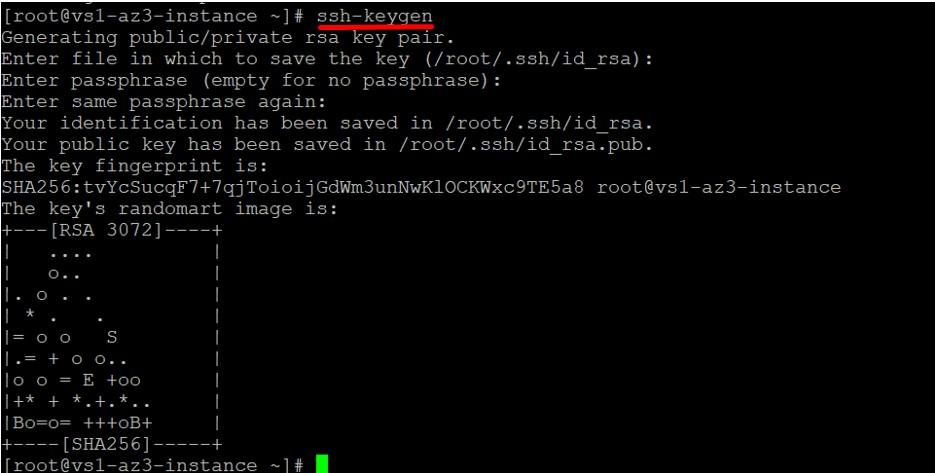 [root@vs1-az3-instance ~]# ssh-keygen
Generating public/private rsa key pair.
Enter file in which to save the key (/root/.ssh/id_rsa):
Enter passphrase (empty for no passphrase):
Enter same passphrase again:
Your identification has been saved in /root/.ssh/id_rsa.
Your public key has been saved in /root/.ssh/id_rsa.pub.
The key fingerprint is:
SHA256:tvYcSucqF7+7qjToioijGdWm3unNwKlOCKWxc9TE5a8 root@vs1-az3-instance
The key's randomart image is:
+---[RSA 3072]----+
|    ....         |
|    o..          |
|. o . .          |
| * .   .         |
|= o o   S        |
|.= + o o..       |
|o o = E +oo      |
|+* + *.+.*..     |
|Bo=o= +++oB+     |
+----[SHA256]-----+
[root@vs1-az3-instance ~]#